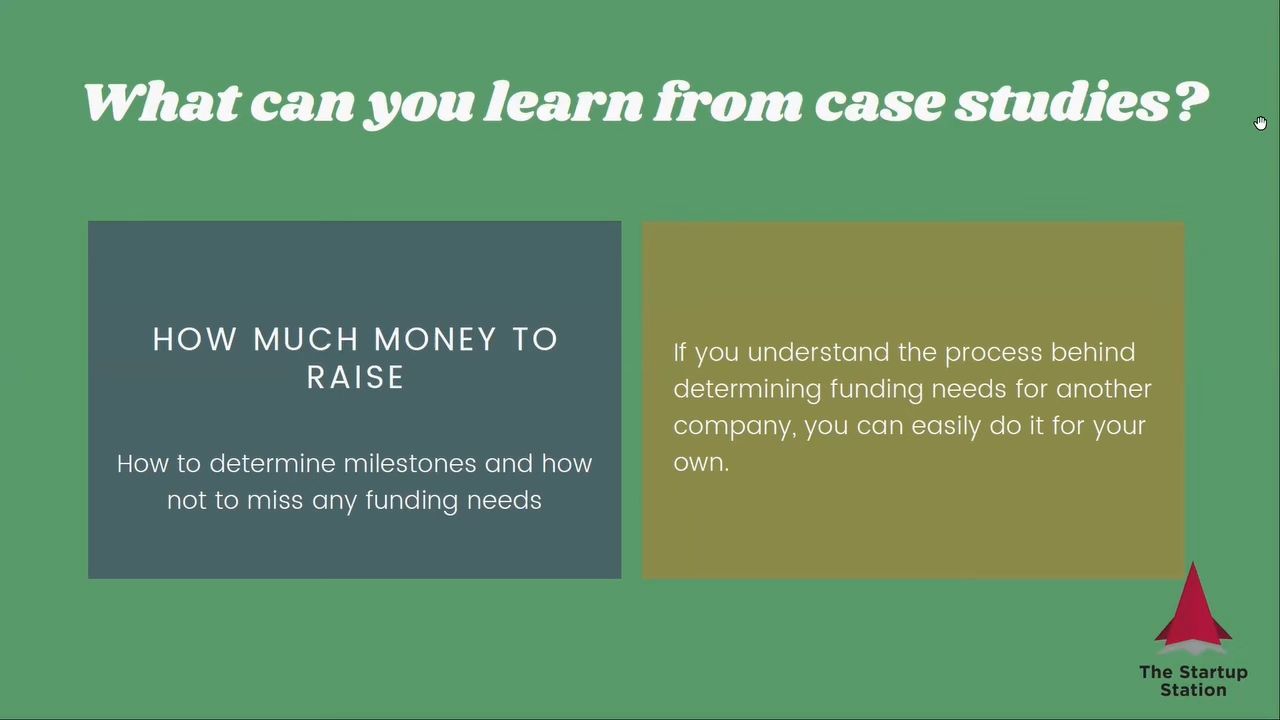 What can you learn from case studies?
HOW MUCH MONEY TO
RAISE
How to determine milestones and how
not to miss any funding needs
If you understand the process behind
determining funding needs for another
company, you can easily do it for your
own.
The Startup
Station